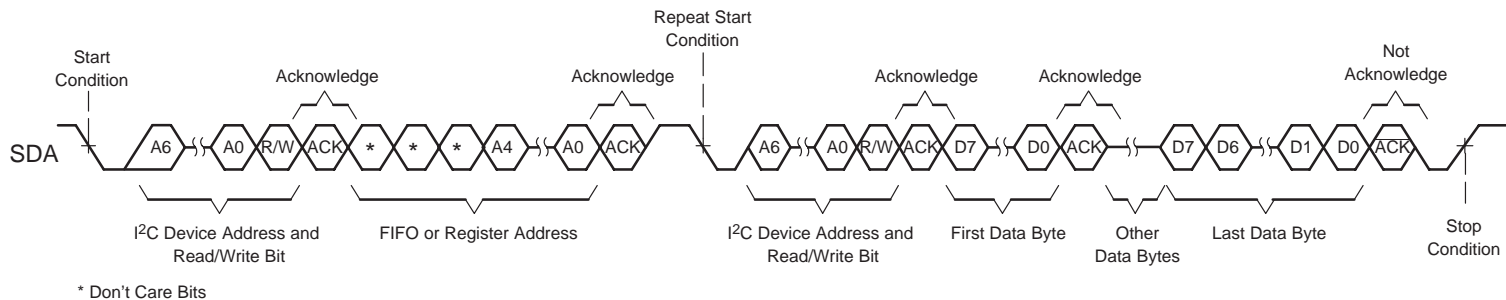 Repeat Start
Condition
Start
Condition
Acknowledge
Acknowledge
Acknowledge
Acknowledge
Not
Acknowledge
SDA
A6 A0 R/W ACK * * * A4 A0 ACK A6 A0 R/W ACK D7 D0 ACK D7 D6 D1 D0 ACK
I²C Device Address and
Read/Write Bit
FIFO or Register Address
I²C Device Address and
Read/Write Bit
First Data Byte
Other
Data Bytes
Last Data Byte
Stop
Condition
* Don't Care Bits